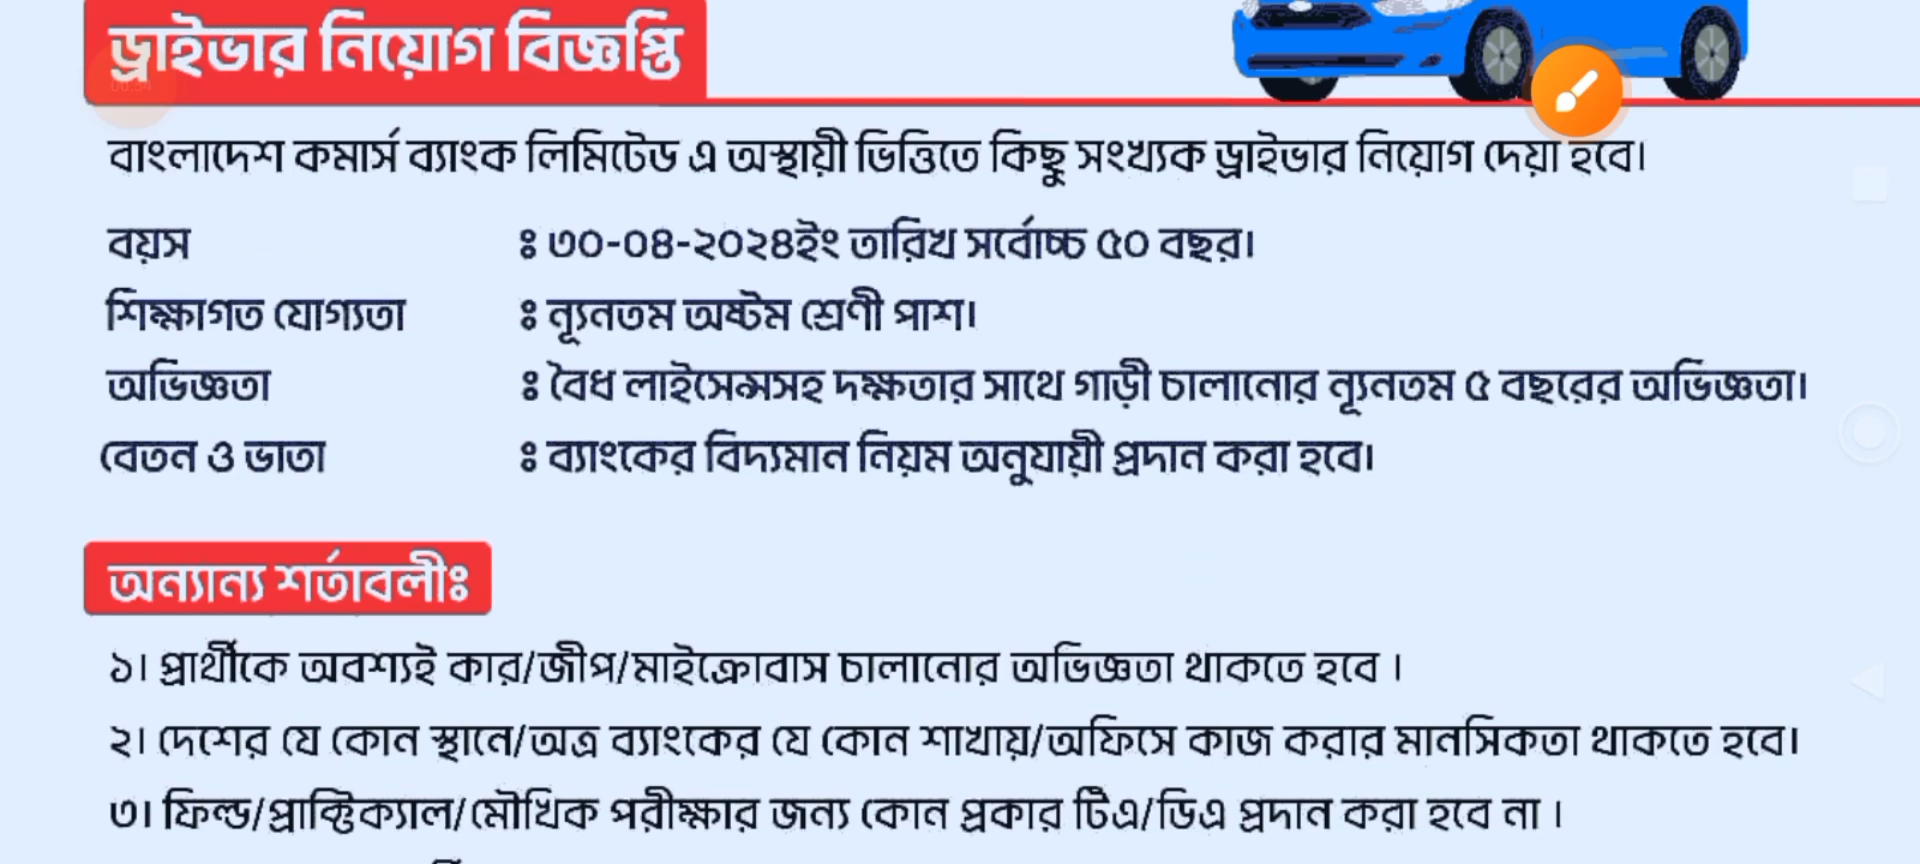 ড্রাইভার নিয়োগ বিজ্ঞপ্তি
00:54
বাংলাদেশ কমার্স ব্যাংক লিমিটেড এ অস্থায়ী ভিত্তিতে কিছু সংখ্যক ড্রাইভার নিয়োগ দেয়া হবে।
বয়স ঃ ৩০-০৪-২০২৪ইং তারিখ সর্বোচ্চ ৫০ বছর।
শিক্ষাগত যোগ্যতা ঃ ন্যূনতম অষ্টম শ্রেণী পাশ।
অভিজ্ঞতা ঃ বৈধ লাইসেন্সসহ দক্ষতার সাথে গাড়ী চালানোর ন্যূনতম ৫ বছরের অভিজ্ঞতা।
বেতন ও ভাতা ঃ ব্যাংকের বিদ্যমান নিয়ম অনুযায়ী প্রদান করা হবে।
অন্যান্য শর্তাবলীঃ
১। প্রার্থীকে অবশ্যই কার/জীপ/মাইক্রোবাস চালানোর অভিজ্ঞতা থাকতে হবে ।
২। দেশের যে কোন স্থানে/অত্র ব্যাংকের যে কোন শাখায়/অফিসে কাজ করার মানসিকতা থাকতে হবে।
৩। ফিল্ড/প্রাক্টিক্যাল/মৌখিক পরীক্ষার জন্য কোন প্রকার টিএ/ডিএ প্রদান করা হবে না ।